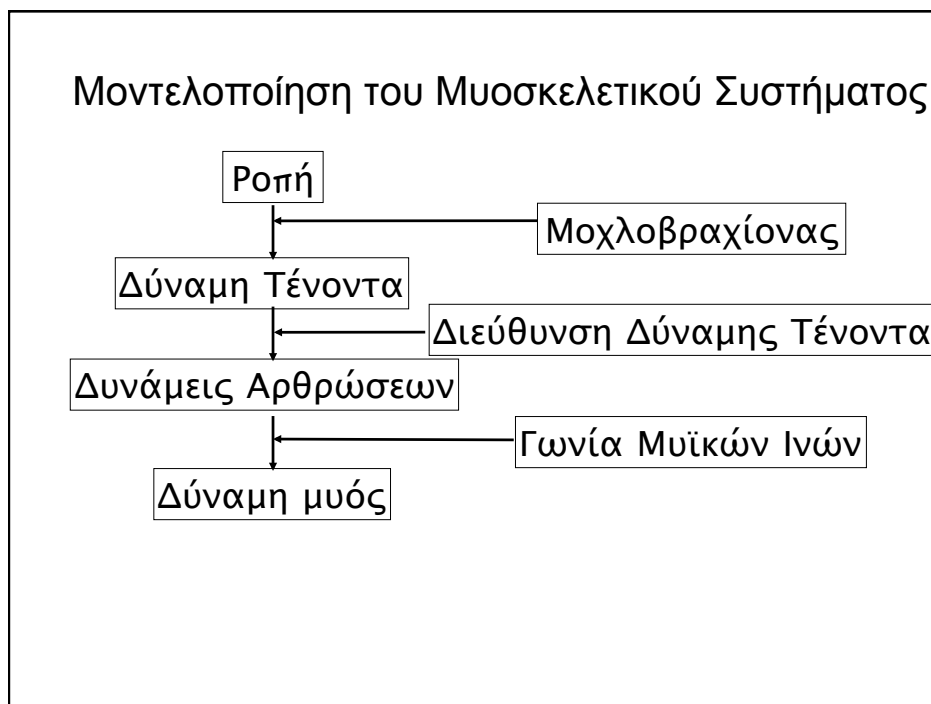 Μοντελοποίηση του Μυοσκελετικού Συστήματος
Ροπή
Μοχλοβραχίονας
Δύναμη Τένοντα
Διεύθυνση Δύναμης Τένοντα
Δυνάμεις Αρθρώσεων
Γωνία Μυϊκών Ινών
Δύναμη μυός